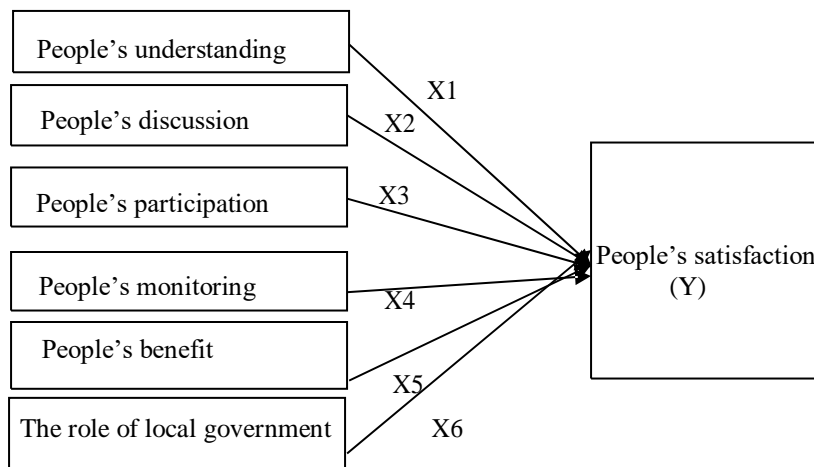 People’s understanding
X1
People’s discussion
X2
People’s participation
X3
People’s satisfaction
(Y)
People’s monitoring
X4
People’s benefit
X5
The role of local government
X6